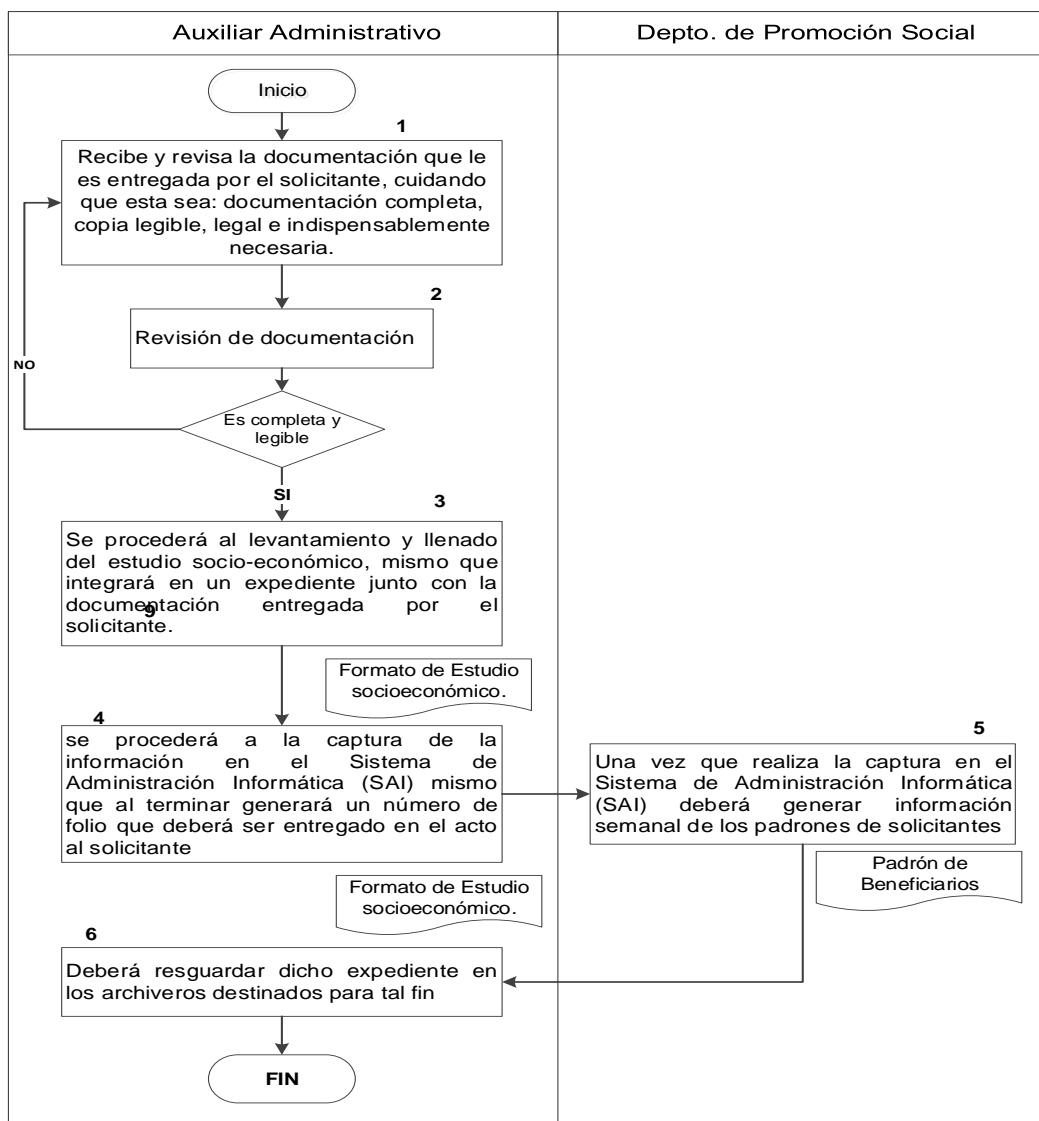 Auxiliar Administrativo
Depto. de Promoción Social
Inicio
1
Recibe y revisa la documentación que le
es entregada por el solicitante, cuidando
que esta sea: documentación completa,
copia legible, legal e indispensablemente
necesaria.
2
Revisión de documentación
NO
Es completa y
legible
SI
3
Se procederá al levantamiento y llenado
del estudio socio-económico, mismo que
integrará en un expediente junto con la
documentación entregada por el
9
solicitante.
Formato de Estudio
socioeconómico.
4
se procederá a la captura de la
información en el Sistema de
Administración Informática (SAI) mismo
que al terminar generará un número de
folio que deberá ser entregado en el acto
al solicitante
5
Una vez que realiza la captura en el
Sistema de Administración Informática
(SAI) deberá generar información
semanal de los padrones de solicitantes
Padrón de
Beneficiarios
Formato de Estudio
socioeconómico.
6
Deberá resguardar dicho expediente en
los archiveros destinados para tal fin
FIN